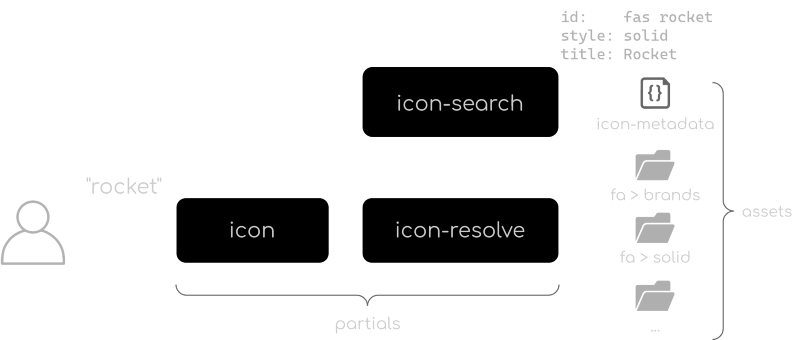 id:    fas rocket
style: solid
title: Rocket
icon-search
{}
icon-metadata
"rocket"
fa > brands
assets
icon
icon-resolve
fa > solid
partials
...